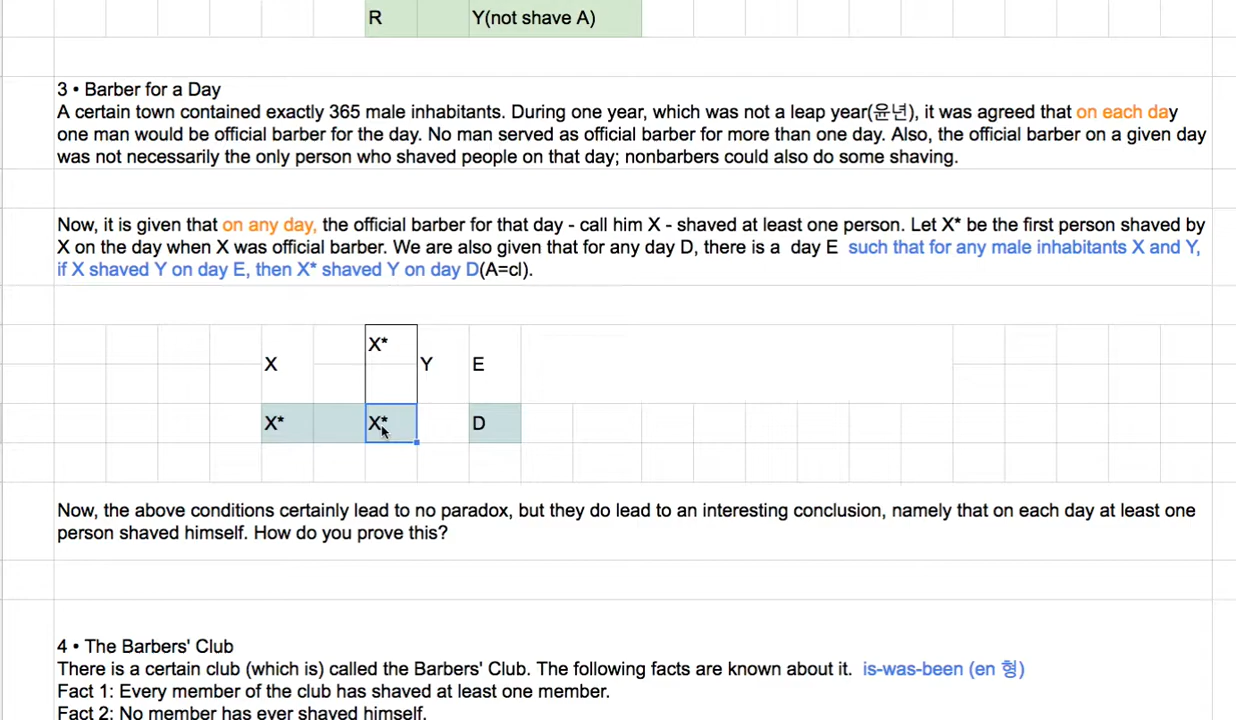 R Y(not shave A)
3 • Barber for a Day
A certain town contained exactly 365 male inhabitants. During one year, which was not a leap year(윤년), it was agreed that on each day
one man would be official barber for the day. No man served as official barber for more than one day. Also, the official barber on a given day
was not necessarily the only person who shaved people on that day; nonbarbers could also do some shaving.
Now, it is given that on any day, the official barber for that day - call him X - shaved at least one person. Let X* be the first person shaved by
X on the day when X was official barber. We are also given that for any day D, there is a day E such that for any male inhabitants X and Y,
if X shaved Y on day E, then X* shaved Y on day D(A=cl).
X*
X Y E
X* X* D
Now, the above conditions certainly lead to no paradox, but they do lead to an interesting conclusion, namely that on each day at least one
person shaved himself. How do you prove this?
4 • The Barbers' Club
There is a certain club (which is) called the Barbers' Club. The following facts are known about it. is-was-been (en 형)
Fact 1: Every member of the club has shaved at least one member.
Fact 2: No member has ever shaved himself.